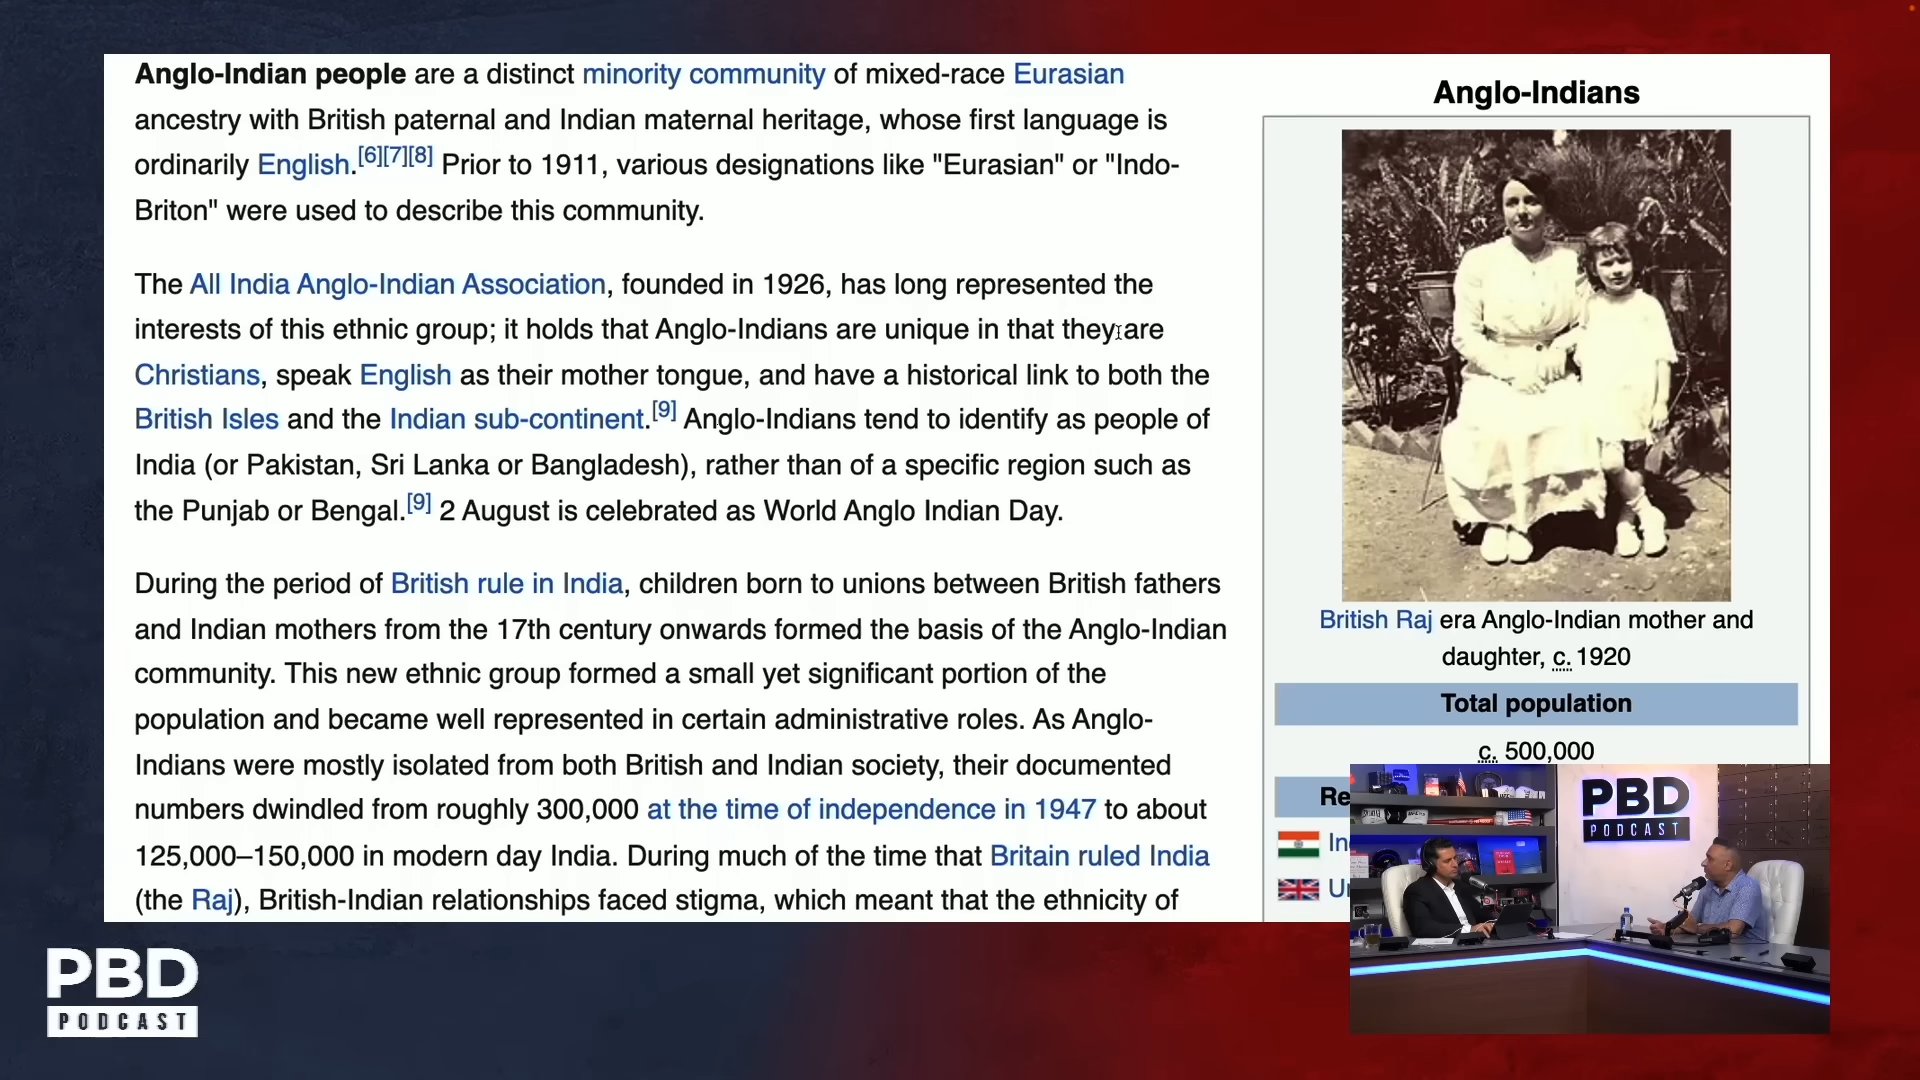 Anglo-Indian people are a distinct minority community of mixed-race Eurasian
ancestry with British paternal and Indian maternal heritage, whose first language is
ordinarily English.[6][7][8] Prior to 1911, various designations like "Eurasian" or "Indo-
Briton" were used to describe this community.
The All India Anglo-Indian Association, founded in 1926, has long represented the
interests of this ethnic group; it holds that Anglo-Indians are unique in that they are
Christians, speak English as their mother tongue, and have a historical link to both the
British Isles and the Indian sub-continent.[9] Anglo-Indians tend to identify as people of
India (or Pakistan, Sri Lanka or Bangladesh), rather than of a specific region such as
the Punjab or Bengal.[9] 2 August is celebrated as World Anglo Indian Day.
During the period of British rule in India, children born to unions between British fathers
and Indian mothers from the 17th century onwards formed the basis of the Anglo-Indian
community. This new ethnic group formed a small yet significant portion of the
population and became well represented in certain administrative roles. As Anglo-
Indians were mostly isolated from both British and Indian society, their documented
numbers dwindled from roughly 300,000 at the time of independence in 1947 to about
125,000–150,000 in modern day India. During much of the time that Britain ruled India
(the Raj), British-Indian relationships faced stigma, which meant that the ethnicity of
Anglo-Indians
British Raj era Anglo-Indian mother and
daughter, c. 1920
Total population
c. 500,000
Re
In
U
PBD
PODCAST
PBD
PODCAST